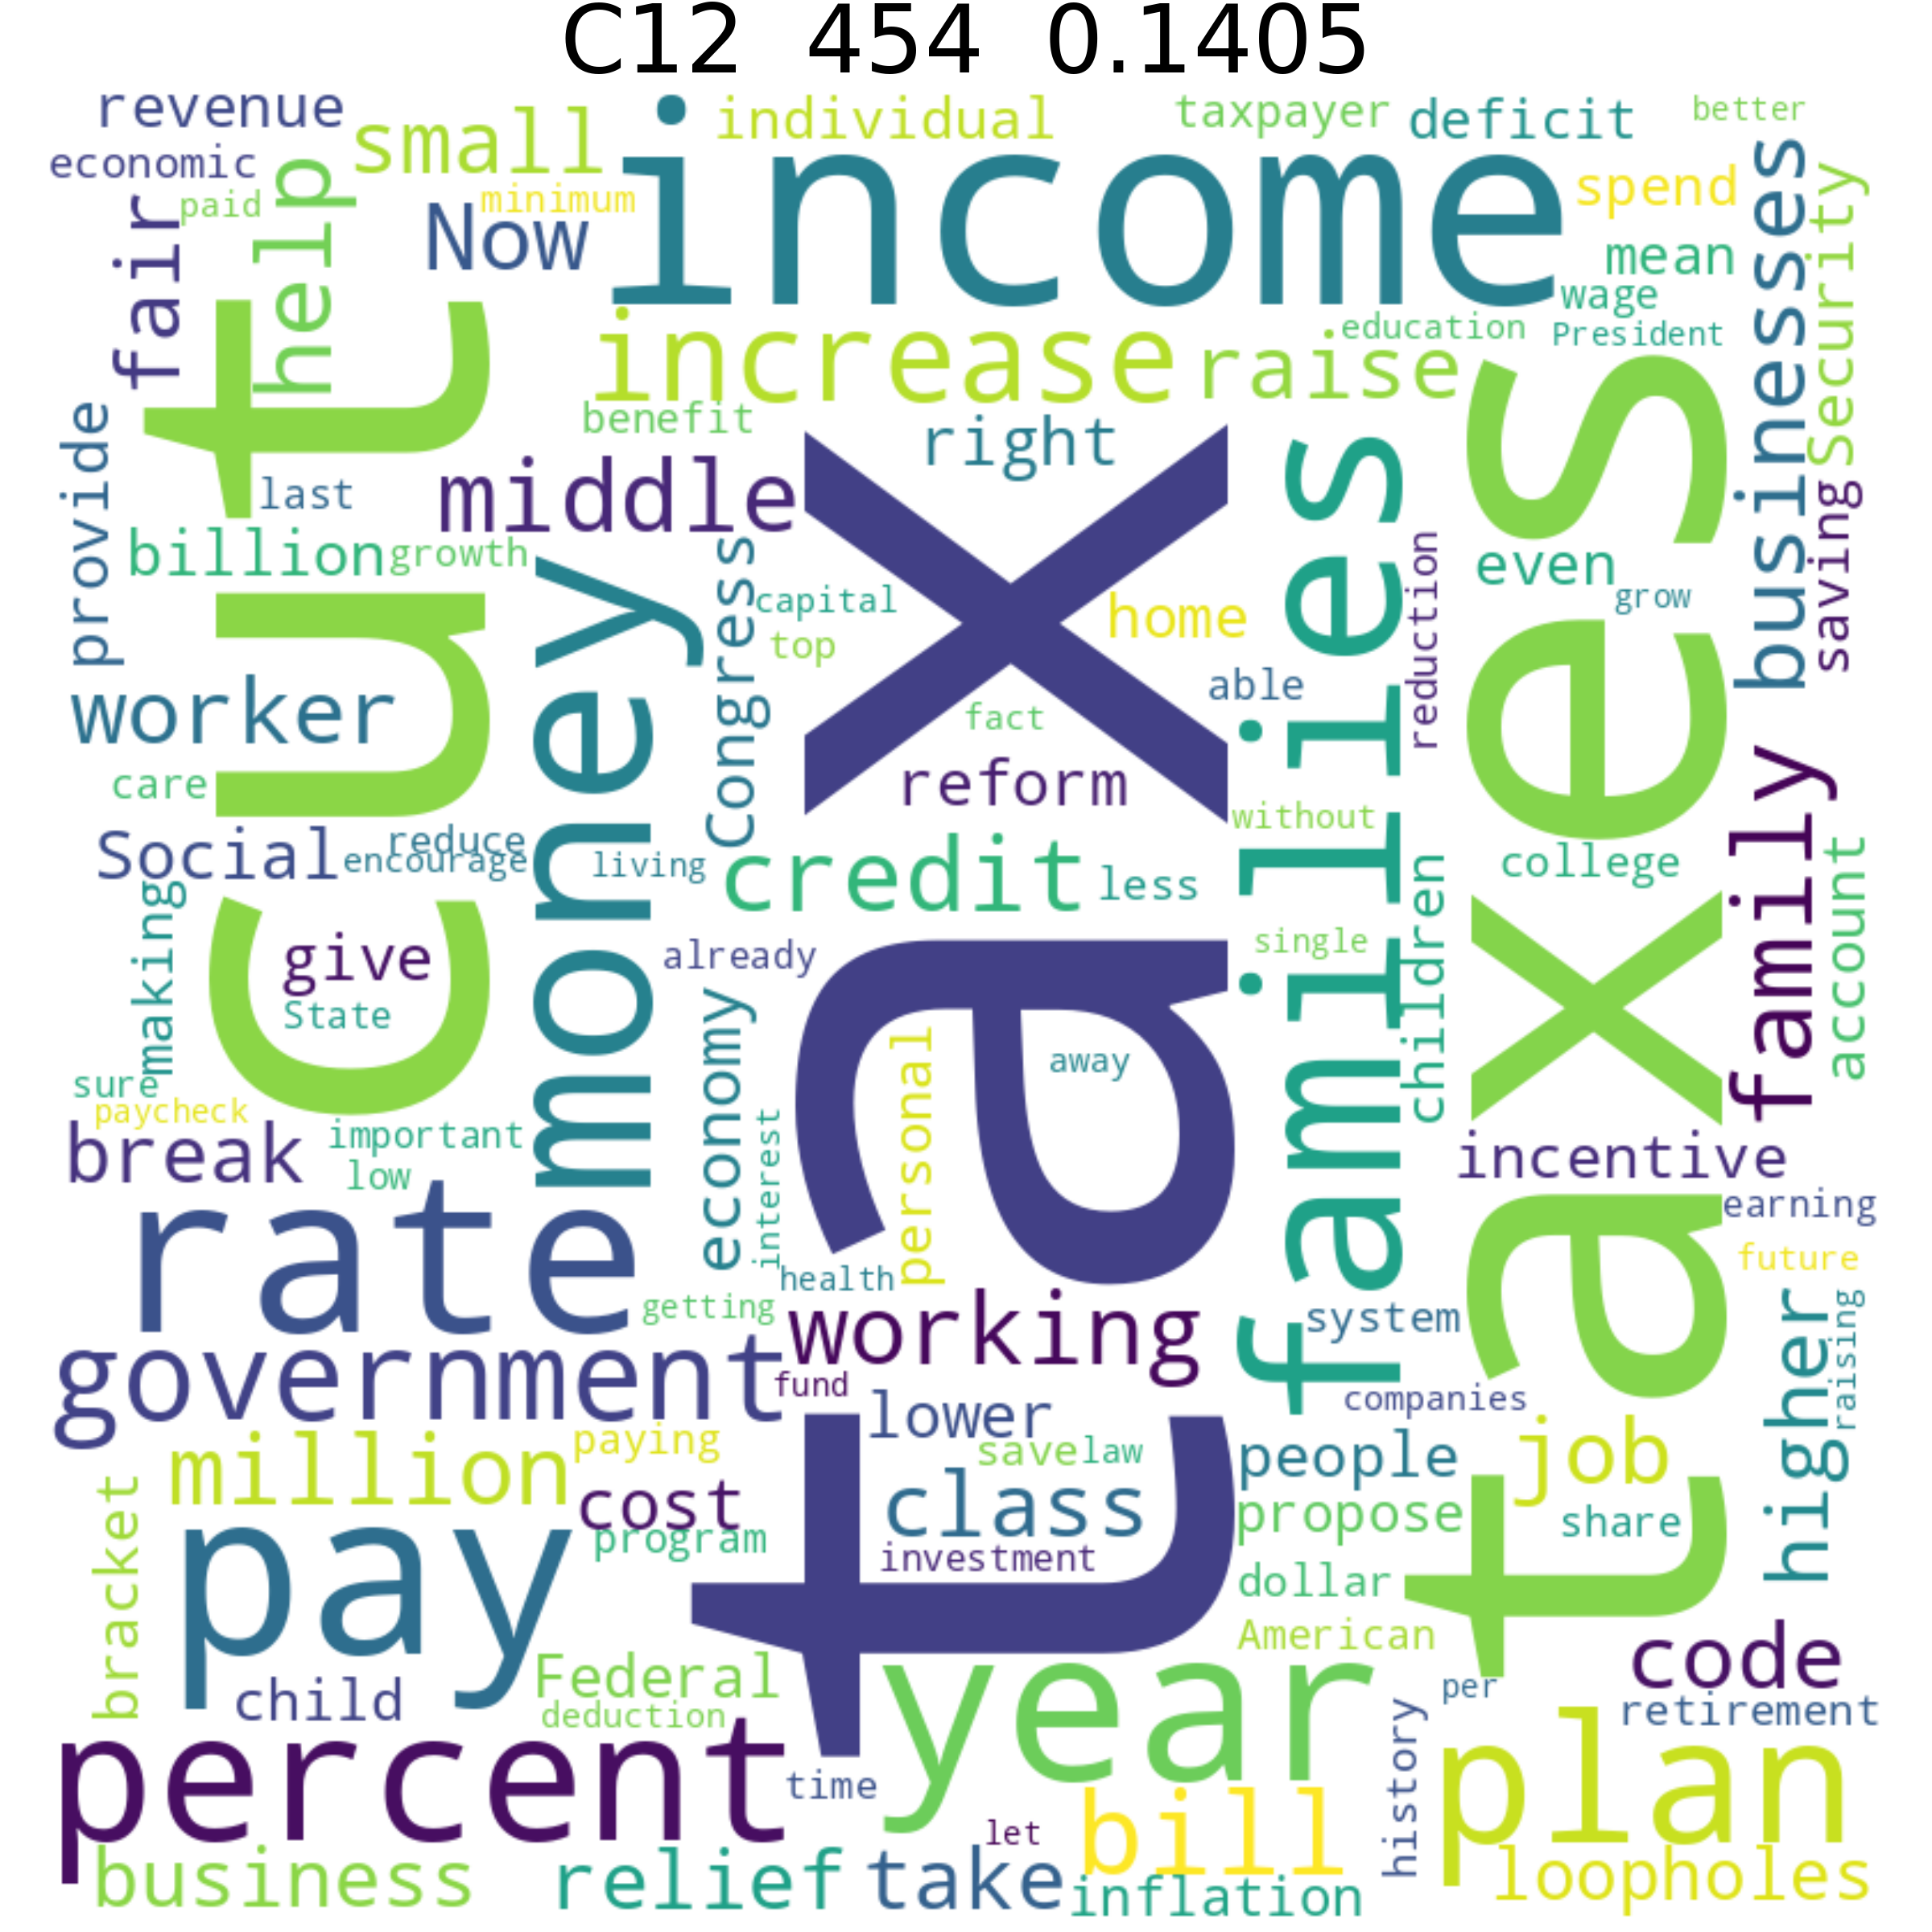 C12 454 0.1405
revenue
small
individual
taxpayer
deficit
better
economic
help
paid
minimum
income
spend
businesses
Security
fair
Now
mean
wage
increase
raise
education
President
cut
benefit
right
taxes
provide
last
middle
tax
families
billion
growth
money
Congress
capital
top
home
reduction
even
grow
saving
worker
able
fact
reform
care
without
family
Social
reduce
encourage
living
credit
less
children
college
account
making
give
State
already
single
economy
personal
away
sure
paycheck
break
important
low
interest
incentive
rate
health
earning
future
getting
working
system
higher
raising
government
fund
lower
companies
million
paying
save
law
people
job
bracket
cost
class
propose
share
pay
program
investment
dollar
American
code
child
Federal
deduction
year
per
retirement
percent
time
history
plan
let
bill
business
relief
take
inflation
loopholes